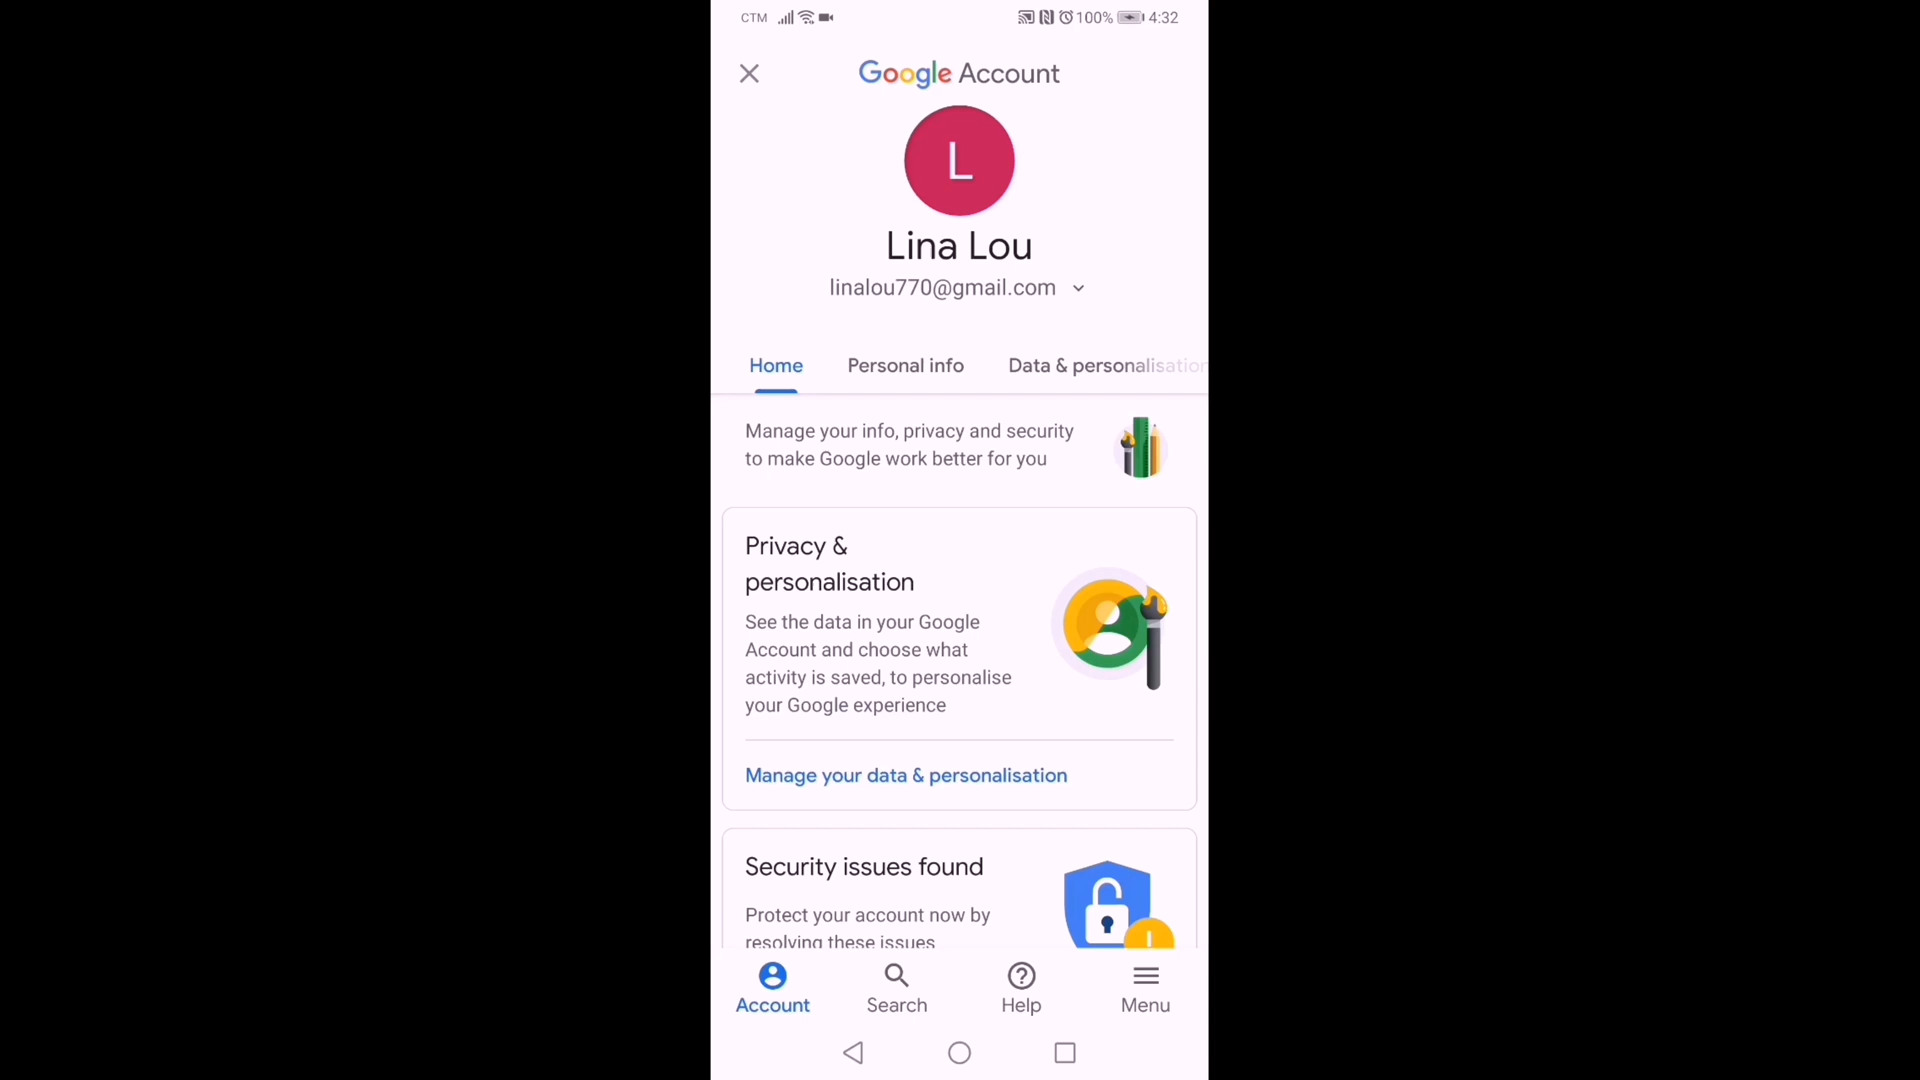 CTM 100% 4:32
Google Account
L
Lina Lou
linalou770@gmail.com
Home Personal info Data & personalisation
Manage your info, privacy and security
to make Google work better for you
Privacy &
personalisation
See the data in your Google
Account and choose what
activity is saved, to personalise
your Google experience
Manage your data & personalisation
Security issues found
Protect your account now by
resolving these issues
Account Search Help Menu